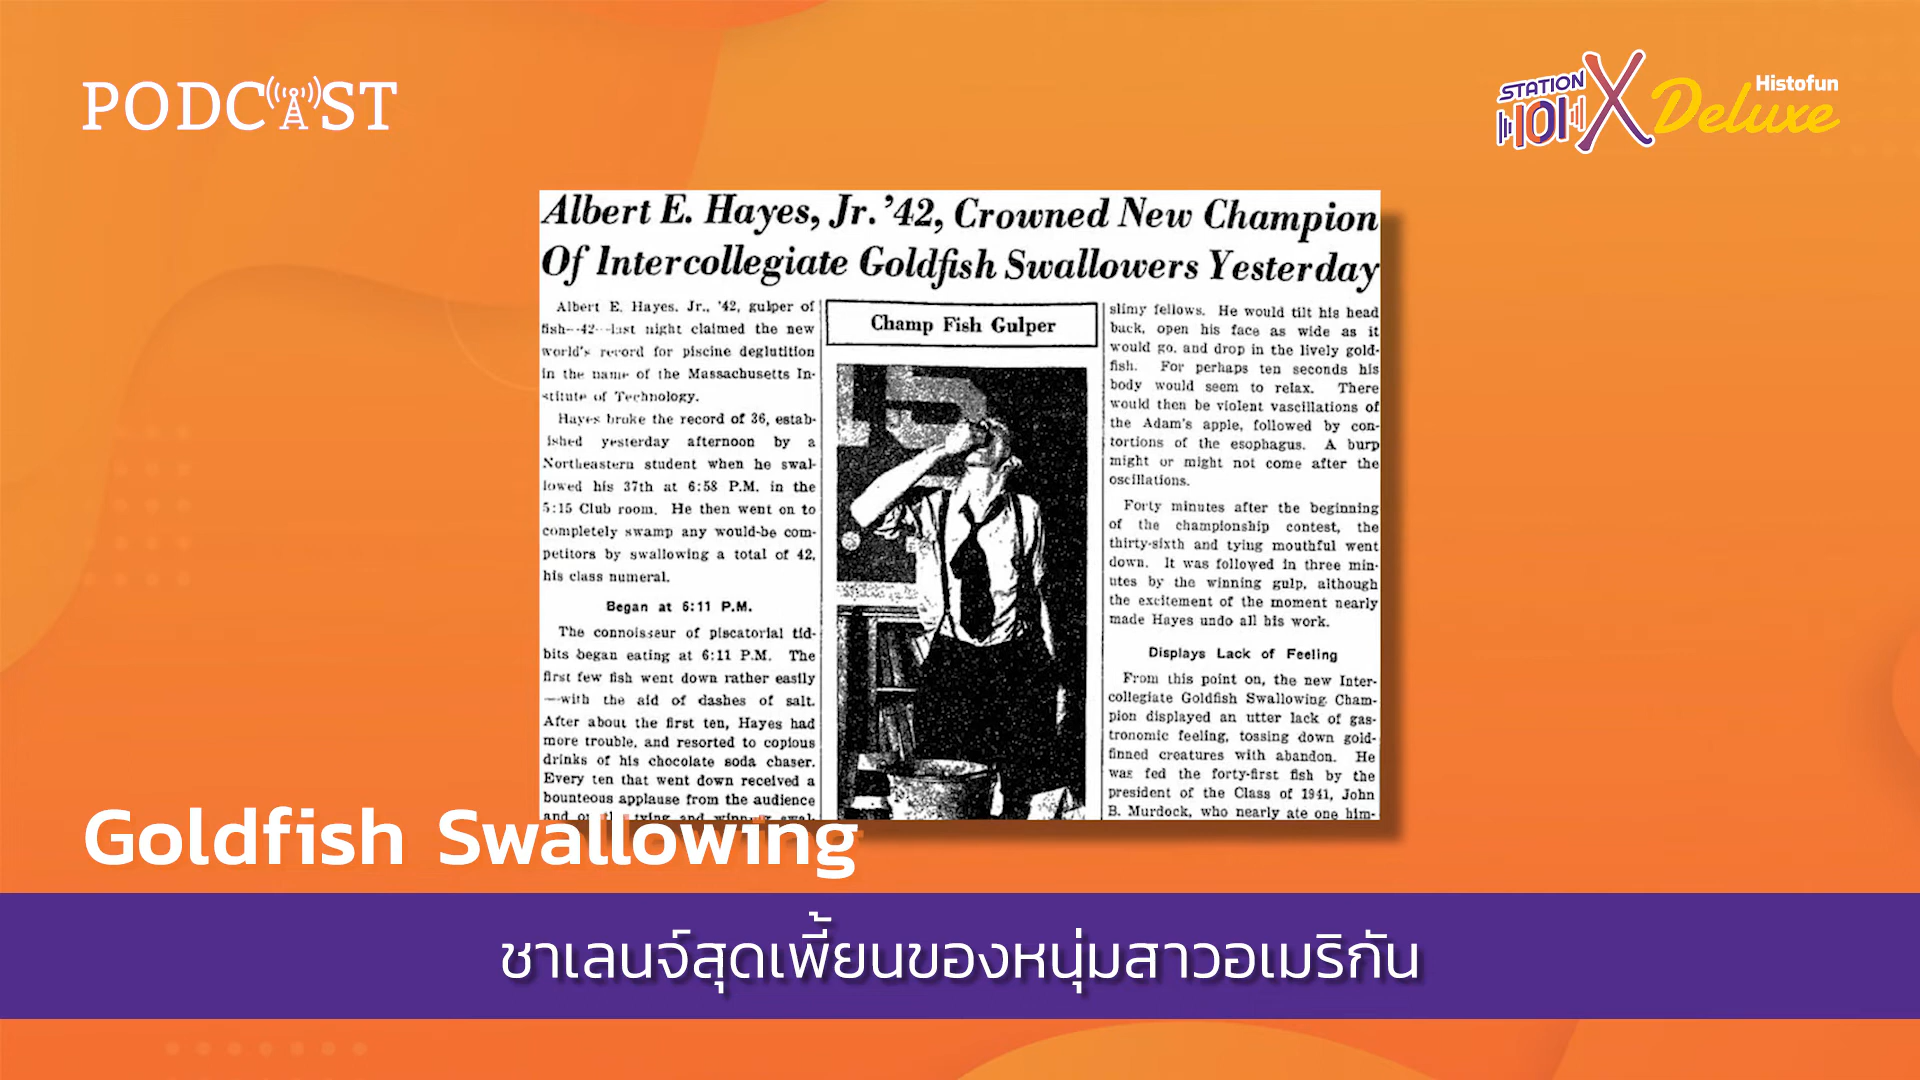 PODCAST
STATION
101
X
Histofun
Deluxe
Albert E. Hayes, Jr. '42, Crowned New Champion
Of Intercollegiate Goldfish Swallowers Yesterday
Albert E. Hayes, Jr., '42, gulper of
fish--42--last night claimed the new
world's record for piscine deglutition
in the name of the Massachusetts In-
stitute of Technology.
Hayes broke the record of 36, estab-
ished yesterday afternoon by a
Northeastern student when he swal-
lowed his 37th at 6:58 P.M. in the
5:15 Club room. He then went on to
completely swamp any would-be com-
petitors by swallowing a total of 42,
his class numeral.
Began at 6:11 P.M.
The connoisseur of piscatorial tid-
bits began eating at 6:11 P.M. The
first few fish went down rather easily
—with the aid of dashes of salt.
After about the first ten, Hayes had
more trouble, and resorted to copious
drinks of his chocolate soda chaser.
Every ten that went down received a
bounteous applause from the audience
Champ Fish Gulper
slimy fellows. He would tilt his head
back, open his face as wide as it
would go, and drop in the lively gold-
fish. For perhaps ten seconds his
body would seem to relax. There
would then be violent vascillations of
the Adam's apple, followed by con-
tortions of the esophagus. A burp
might or might not come after the
oscillations.
Forty minutes after the beginning
of the championship contest, the
thirty-sixth and tying mouthful went
down. It was followed in three min-
utes by the winning gulp, although
the excitement of the moment nearly
made Hayes undo all his work.
Displays Lack of Feeling
From this point on, the new Inter-
collegiate Goldfish Swallowing Cham-
pion displayed an utter lack of gas-
tronomic feeling, tossing down gold-
finned creatures with abandon. He
was fed the forty-first fish by the
president of the Class of 1941, John
B. Murdock, who nearly ate one him-
Goldfish Swallowing
ชาเลนจ์สุดเพี้ยนของหนุ่มสาวอเมริกัน